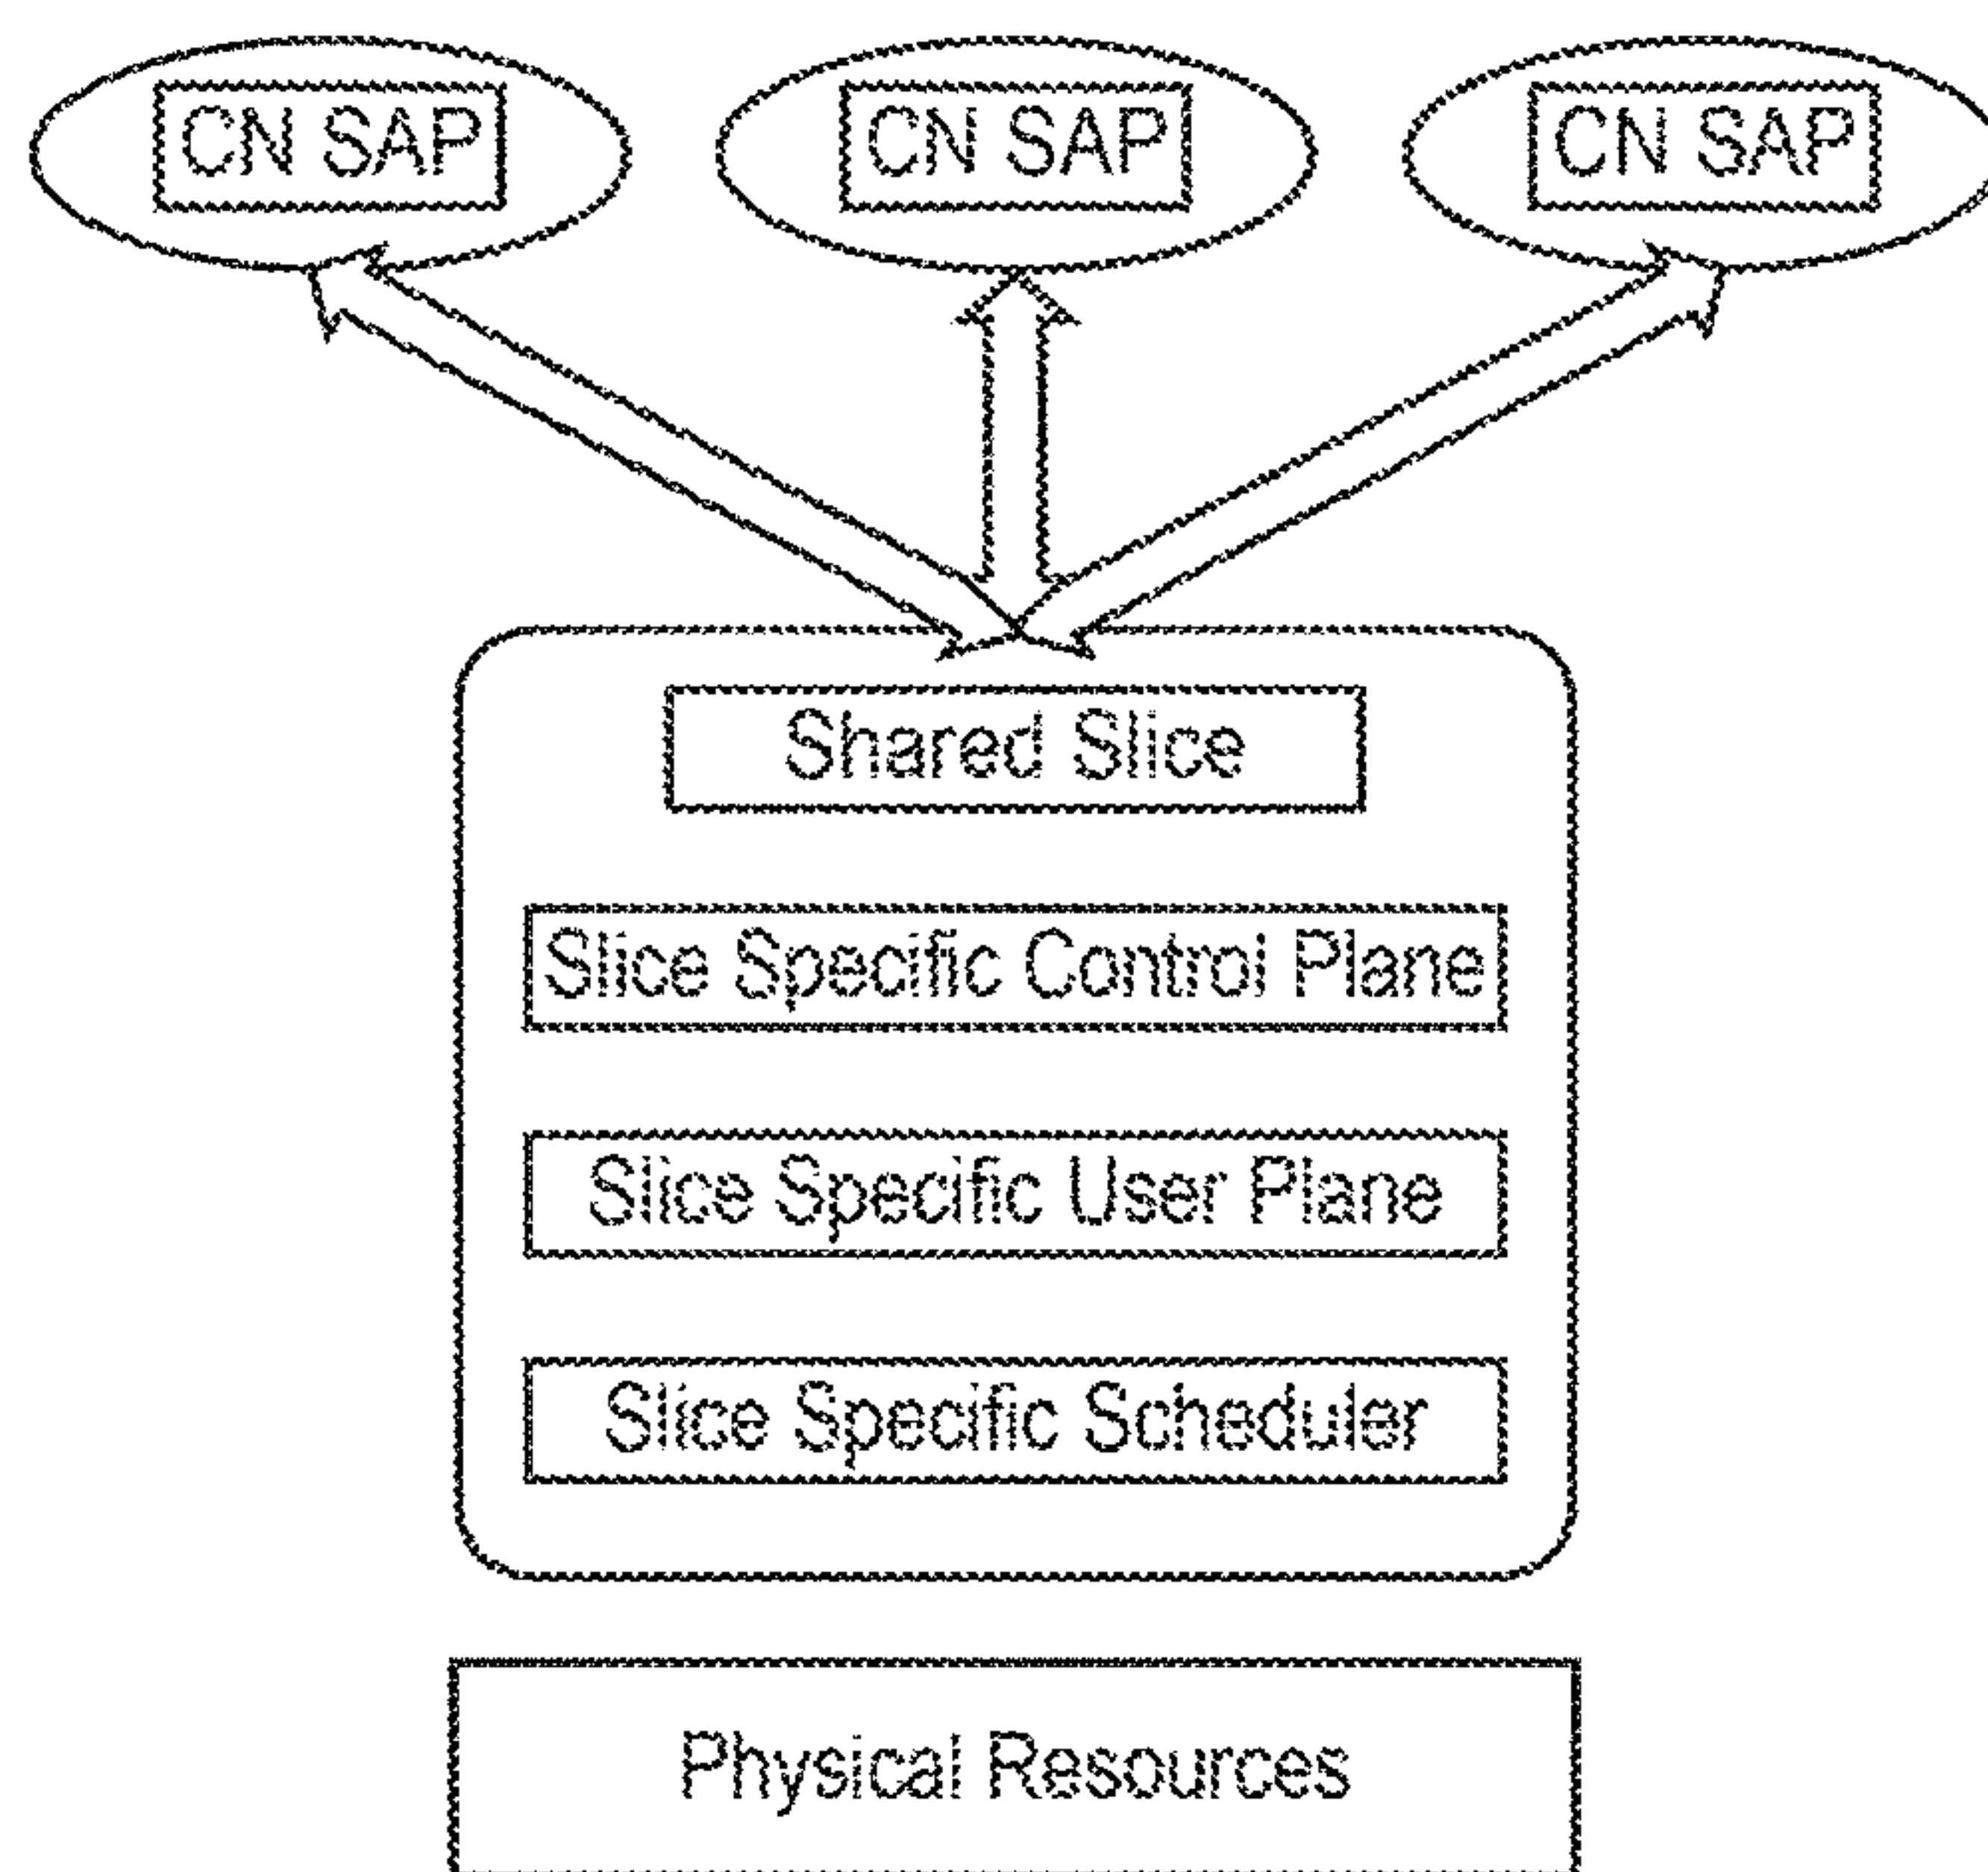 CN SAP
CN SAP
CN SAP
Shared Slice
Slice Specific Control Plane
Slice Specific User Plane
Slice Specific Scheduler
Physical Resources